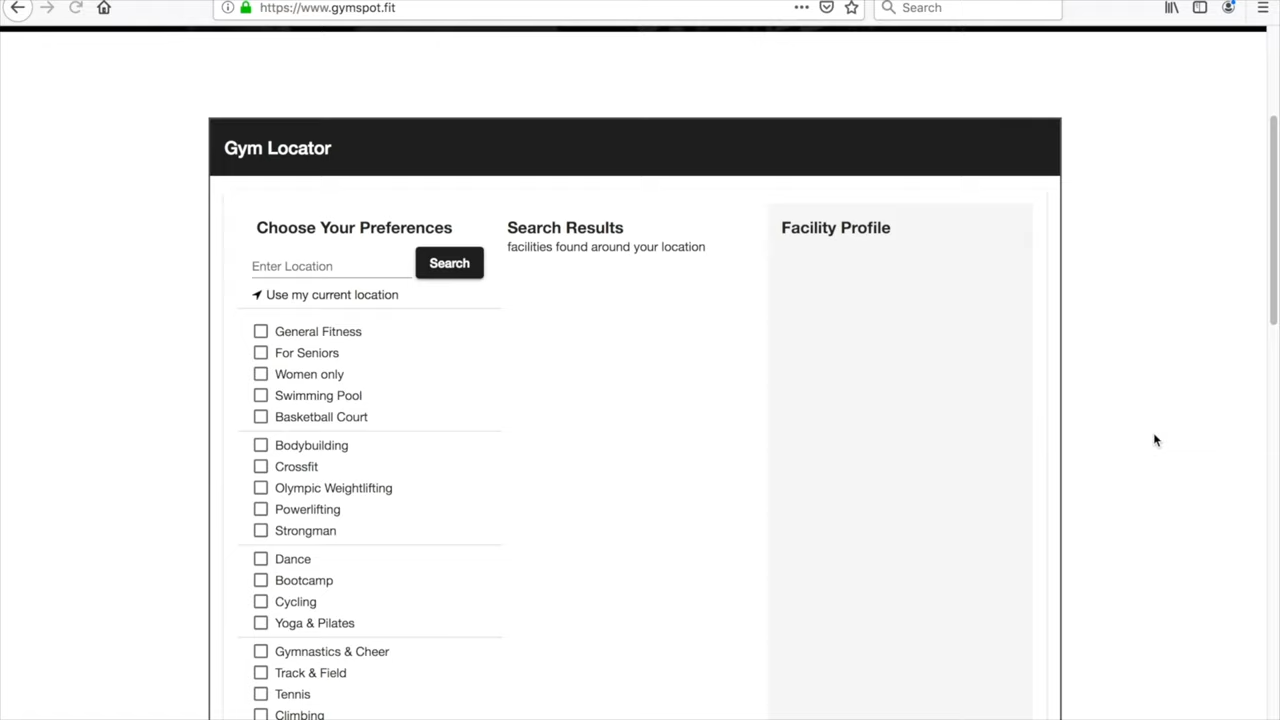 https://www.gymspot.fit
Search
Gym Locator
Choose Your Preferences
Enter Location
Search
Use my current location
General Fitness
For Seniors
Women only
Swimming Pool
Basketball Court
Bodybuilding
Crossfit
Olympic Weightlifting
Powerlifting
Strongman
Dance
Bootcamp
Cycling
Yoga & Pilates
Gymnastics & Cheer
Track & Field
Tennis
Climbing
Search Results
facilities found around your location
Facility Profile